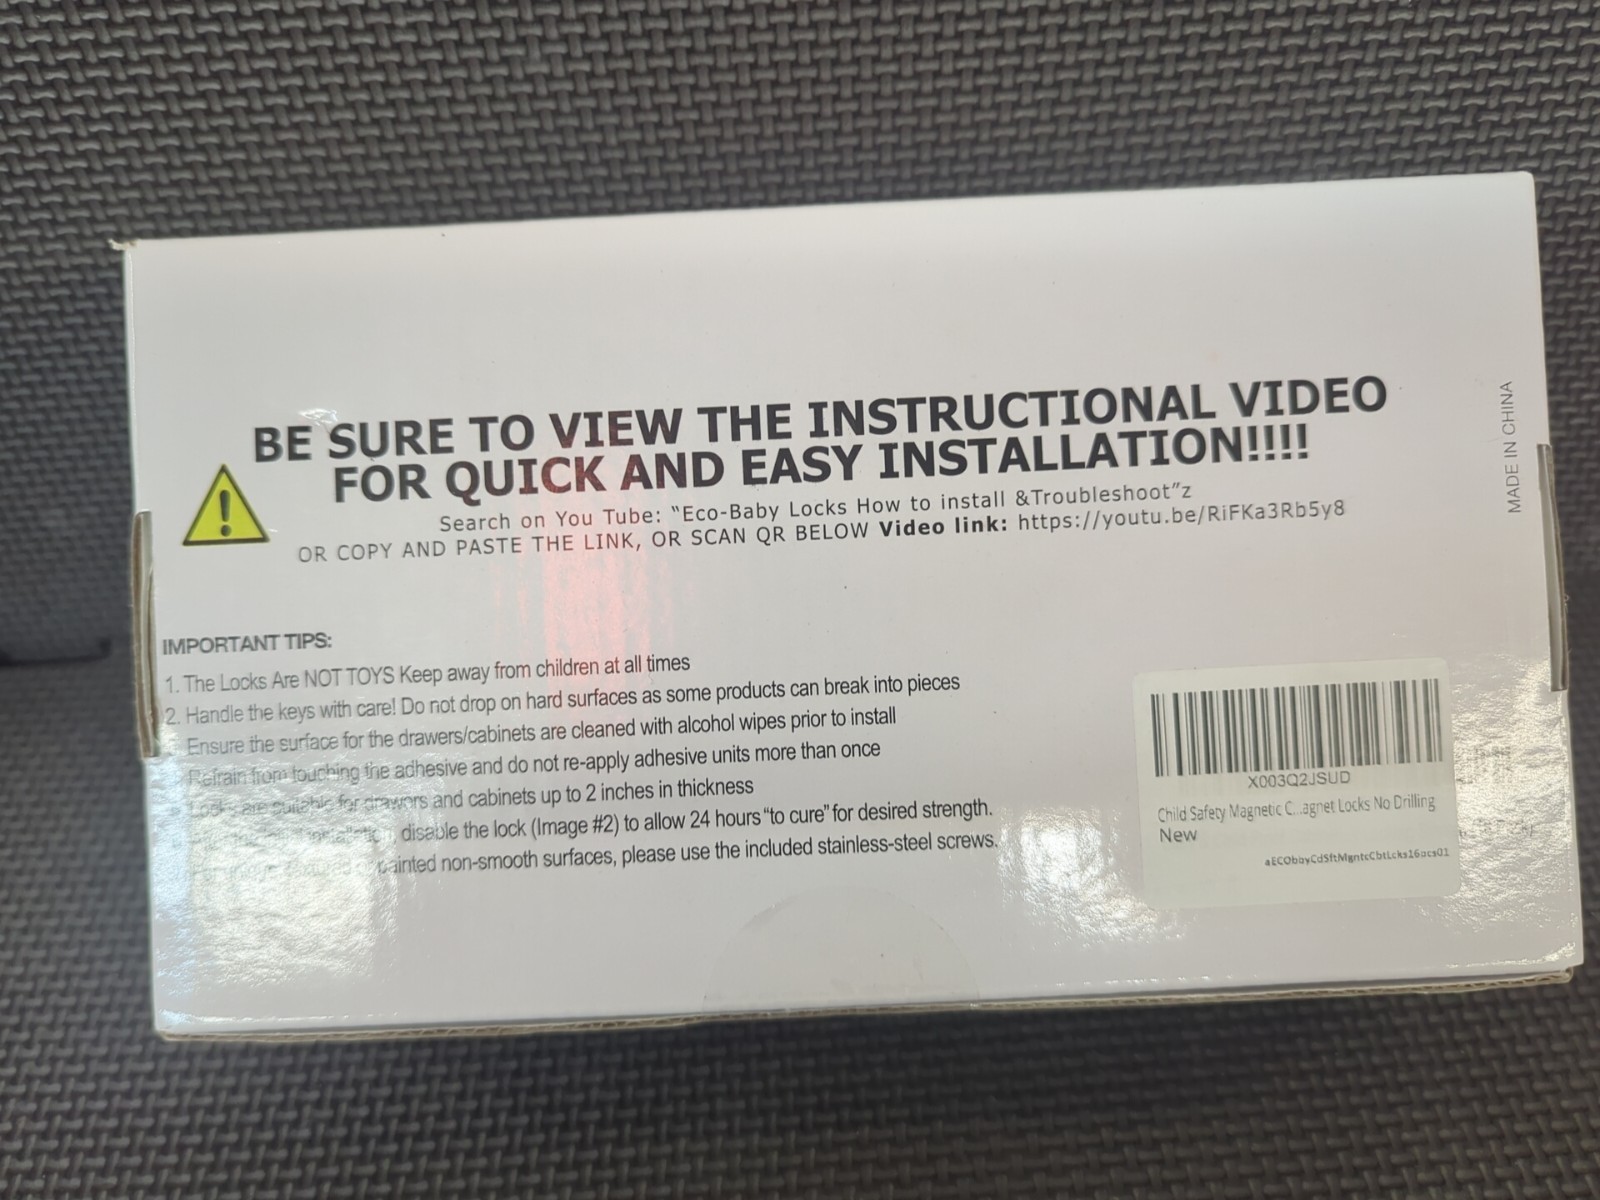 BE SURE TO VIEW THE INSTRUCTIONAL VIDEO
FOR QUICK AND EASY INSTALLATION!!!!
Search on You Tube: "Eco-Baby Locks How to install &Troubleshoot"z
OR COPY AND PASTE THE LINK, OR SCAN QR BELOW Video link: https://youtu.be/RiFKa3Rb5y8
MADE IN CHINA
IMPORTANT TIPS:
1. The Locks Are NOT TOYS Keep away from children at all times
2. Handle the keys with care! Do not drop on hard surfaces as some products can break into pieces
Ensure the surface for the drawers/cabinets are cleaned with alcohol wipes prior to install
Refrain from touching the adhesive and do not re-apply adhesive units more than once
Locks are suitable for drawers and cabinets up to 2 inches in thickness
installation, disable the lock (Image #2) to allow 24 hours "to cure" for desired strength.
painted non-smooth surfaces, please use the included stainless-steel screws.
X003Q2JSUD
Child Safety Magnetic C...agnet Locks No Drilling
New
aECObbyCdSftMgntcCbtLcks16pcs01